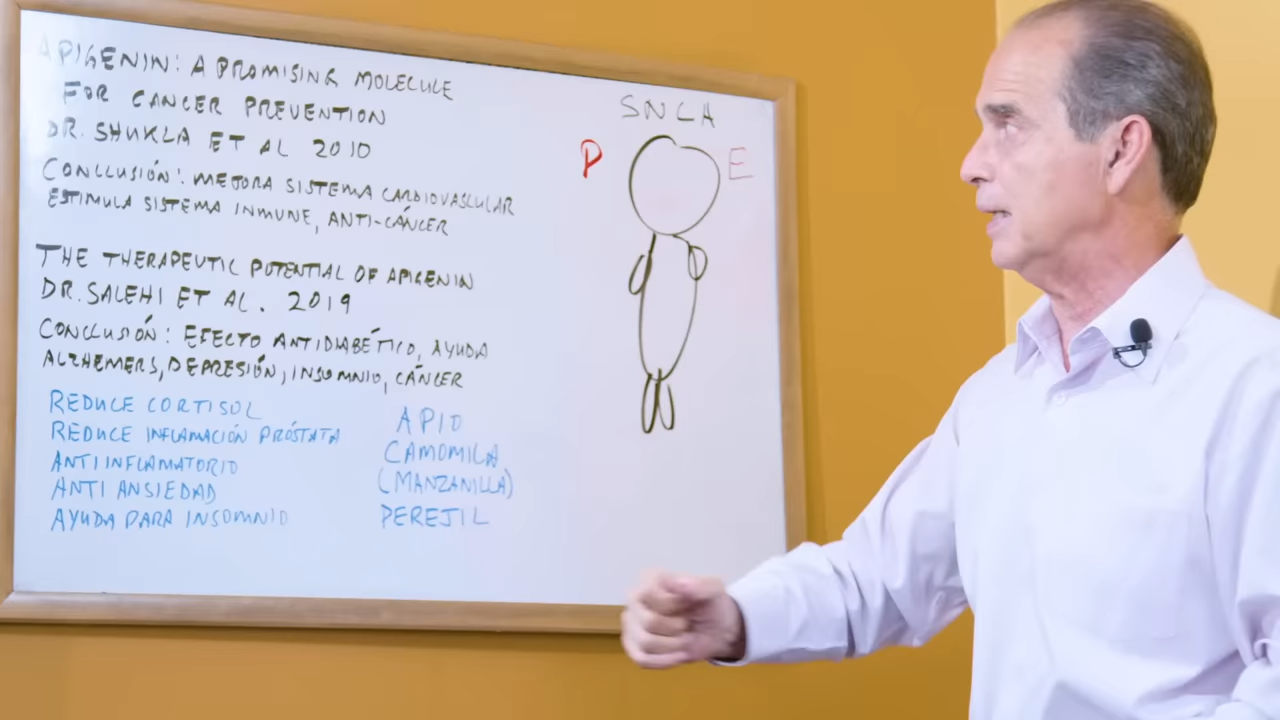 APIGENIN: A PROMISING MOLECULE
FOR CANCER PREVENTION
DR. SHUKLA ET AL 2010
CONCLUSIÓN: MEJORA SISTEMA CARDIOVASCULAR
ESTIMULA SISTEMA INMUNE, ANTI-CÁNCER
THE THERAPEUTIC POTENTIAL OF APIGENIN
DR. SALEHI ET AL. 2019
CONCLUSIÓN: EFECTO ANTIDIABÉTICO, AYUDA
ALZHEMERS, DEPRESIÓN, INSOMNIO, CÁNCER
REDUCE CORTISOL
REDUCE INFLAMACIÓN PRÓSTATA
ANTIINFLAMATORIO
ANTI ANSIEDAD
AYUDA PARA INSOMNIO
APIO
CAMOMILA
(MANZANILLA)
PEREJIL
SNCA
P
E